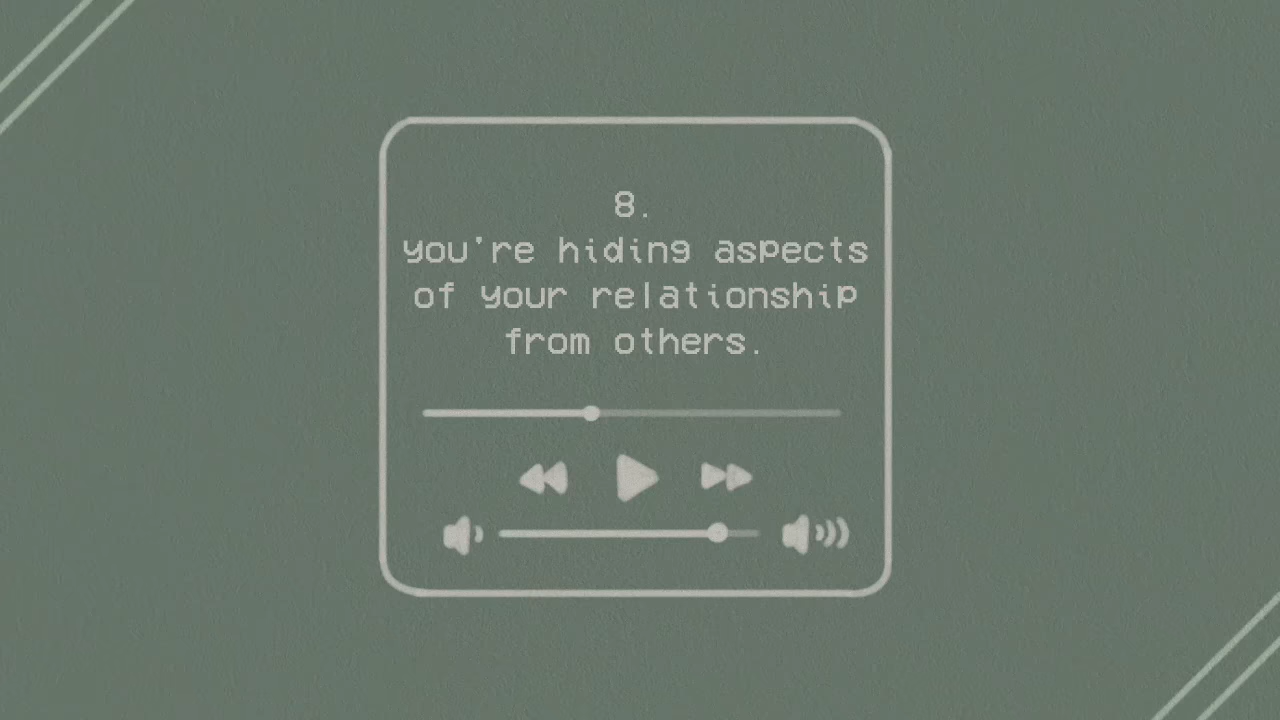 8.
you're hiding aspects
of your relationship
from others.